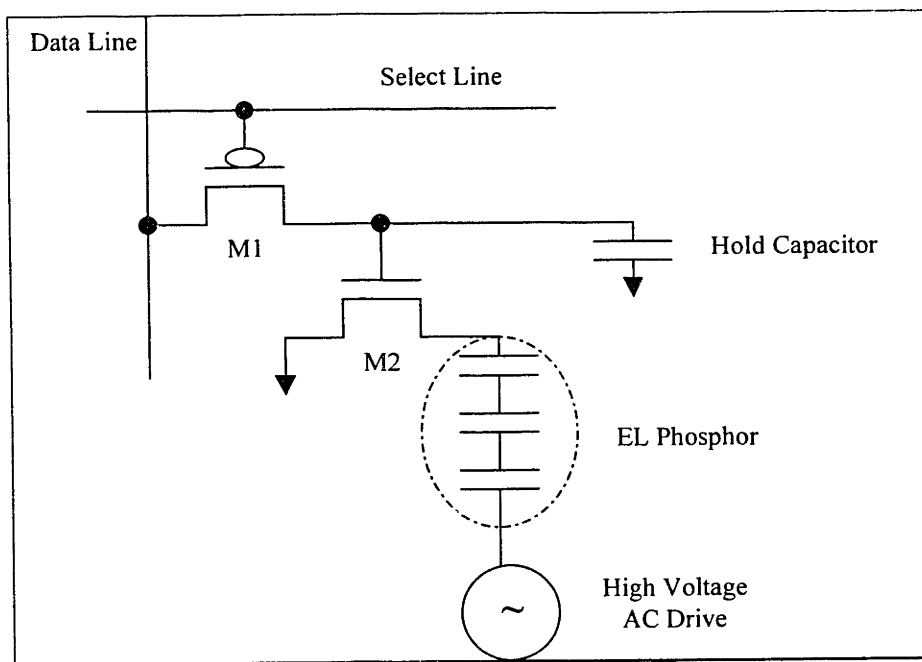 Data Line
Select Line
M1
Hold Capacitor
M2
EL Phosphor
~
High Voltage
AC Drive